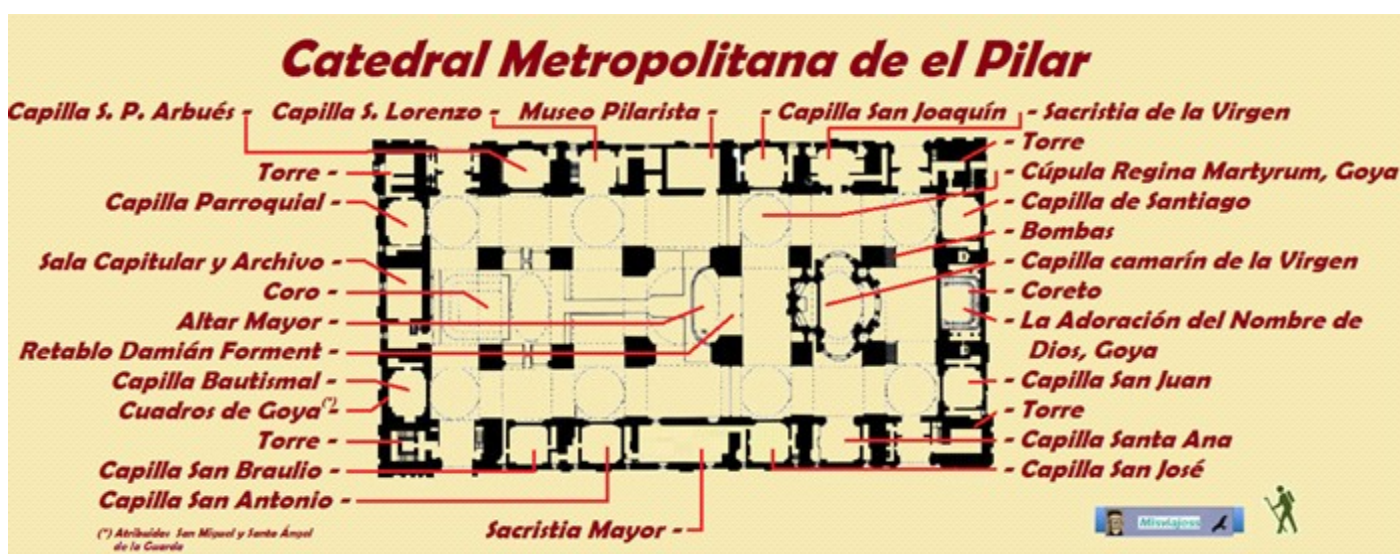 Catedral Metropolitana de el Pilar
Capilla S. P. Arbués -
Capilla S. Lorenzo -
Museo Pilarista -
- Capilla San Joaquín
- Sacristia de la Virgen
Torre -
Capilla Parroquial -
Sala Capitular y Archivo -
Coro -
Altar Mayor -
Retablo Damián Forment -
Capilla Bautismal -
Cuadros de Goya(*) -
Torre -
Capilla San Braulio -
Capilla San Antonio -
Sacristia Mayor -
- Torre
- Cúpula Regina Martyrum, Goya
- Capilla de Santiago
- Bombas
- Capilla camarín de la Virgen
- Coreto
- La Adoración del Nombre de
Dios, Goya
- Capilla San Juan
- Torre
- Capilla Santa Ana
- Capilla San José
(*) Atribuidos San Miguel y Santo Ángel
de la Guarda
Misviajoss